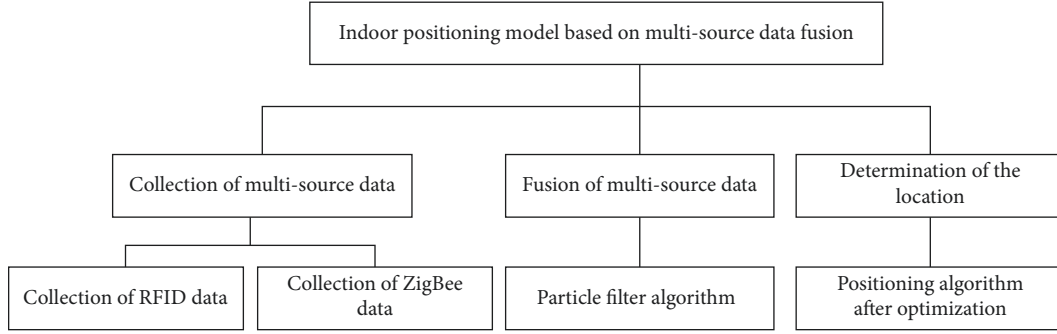 Indoor positioning model based on multi-source data fusion
Collection of multi-source data
Fusion of multi-source data
Determination of the
location
Collection of RFID data
Collection of ZigBee
data
Particle filter algorithm
Positioning algorithm
after optimization